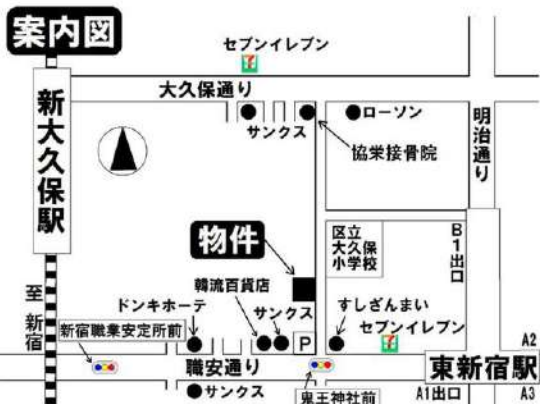 案内図
セブンイレブン
7
大久保通り
新大久保駅
サンクス
ローソン
協栄接骨院
明治通り
物件
区立
大久保
小学校
B1出口
韓流百貨店
至 新宿
ドンキホーテ
サンクス
すしざんまい
新宿職業安定所前
セブンイレブン
7
P
A2
職安通り
東新宿駅
サンクス
鬼王神社前
A1出口
A3